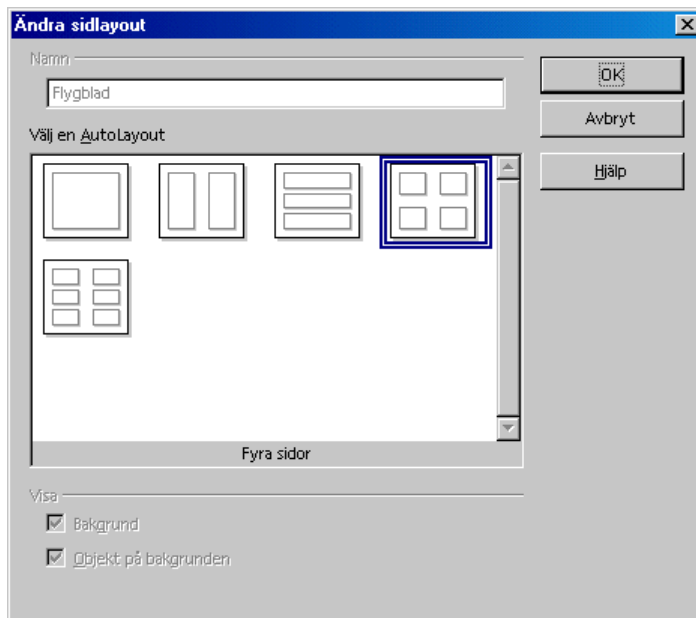 Ändra sidlayout
Namn
Flygblad
Välj en AutoLayout
Fyra sidor
Visa
Bakgrund
Objekt på bakgrunden
OK
Avbryt
Hjälp